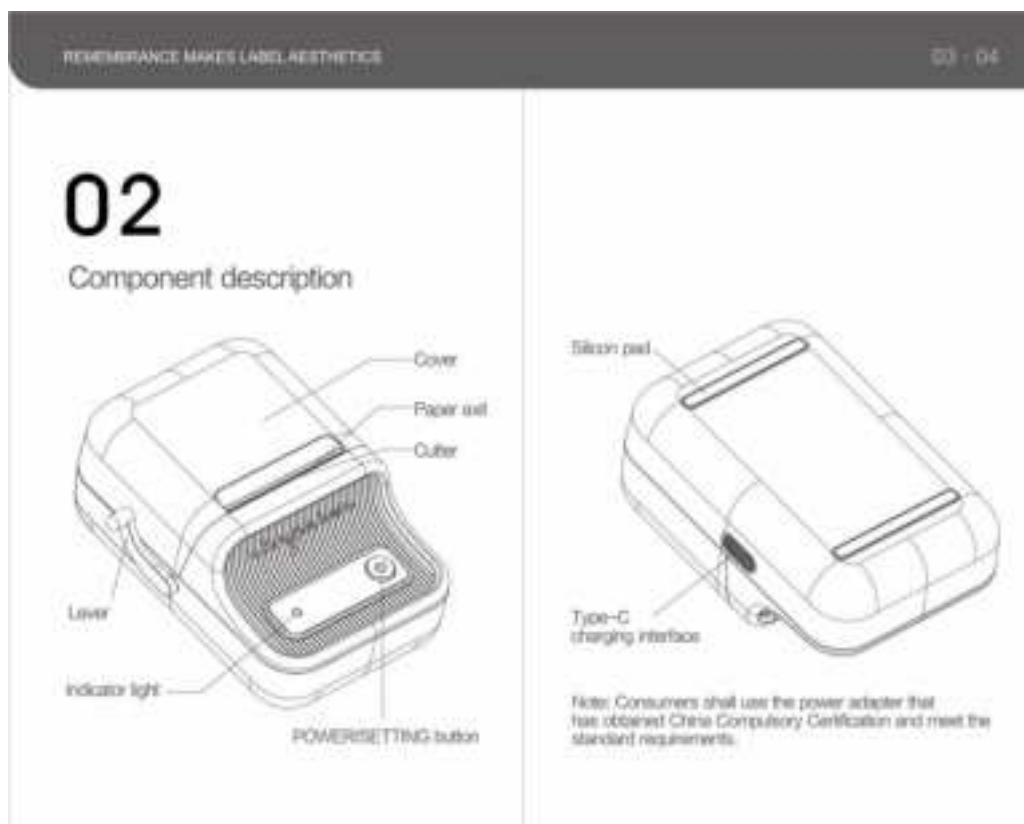 REMEMBRANCE MAKES LABEL AESTHETICS
03 - 04
02
Component description
Cover
Paper exit
Cutter
Lever
Indicator light
POWER/SETTING button
Silicon pad
Type-C
charging interface
Note: Consumers shall use the power adapter that
has obtained China Compulsory Certification and meet the
standard requirements.